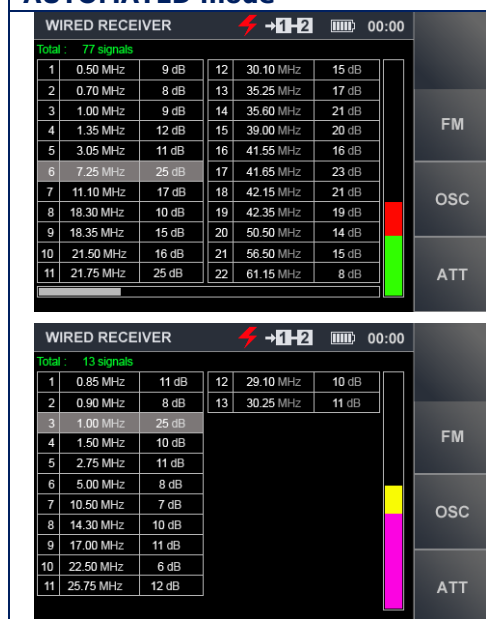 AUTOMATED mode
WIRED RECEIVER →1-2 00:00
Total : 77 signals
1 0.50 MHz 9 dB 12 30.10 MHz 15 dB
2 0.70 MHz 8 dB 13 35.25 MHz 17 dB
3 1.00 MHz 9 dB 14 35.60 MHz 21 dB
4 1.35 MHz 12 dB 15 39.00 MHz 20 dB
5 3.05 MHz 11 dB 16 41.55 MHz 16 dB
6 7.25 MHz 25 dB 17 41.65 MHz 23 dB
7 11.10 MHz 17 dB 18 42.15 MHz 21 dB
8 18.30 MHz 10 dB 19 42.35 MHz 19 dB
9 18.35 MHz 15 dB 20 50.50 MHz 14 dB
10 21.50 MHz 16 dB 21 56.50 MHz 15 dB
11 21.75 MHz 25 dB 22 61.15 MHz 8 dB
FM
OSC
ATT
WIRED RECEIVER →1-2 00:00
Total : 13 signals
1 0.85 MHz 11 dB 12 29.10 MHz 10 dB
2 0.90 MHz 8 dB 13 30.25 MHz 11 dB
3 1.00 MHz 25 dB
4 1.50 MHz 10 dB
5 2.75 MHz 11 dB
6 5.00 MHz 8 dB
7 10.50 MHz 7 dB
8 14.30 MHz 10 dB
9 17.00 MHz 11 dB
10 22.50 MHz 6 dB
11 25.75 MHz 12 dB
FM
OSC
ATT